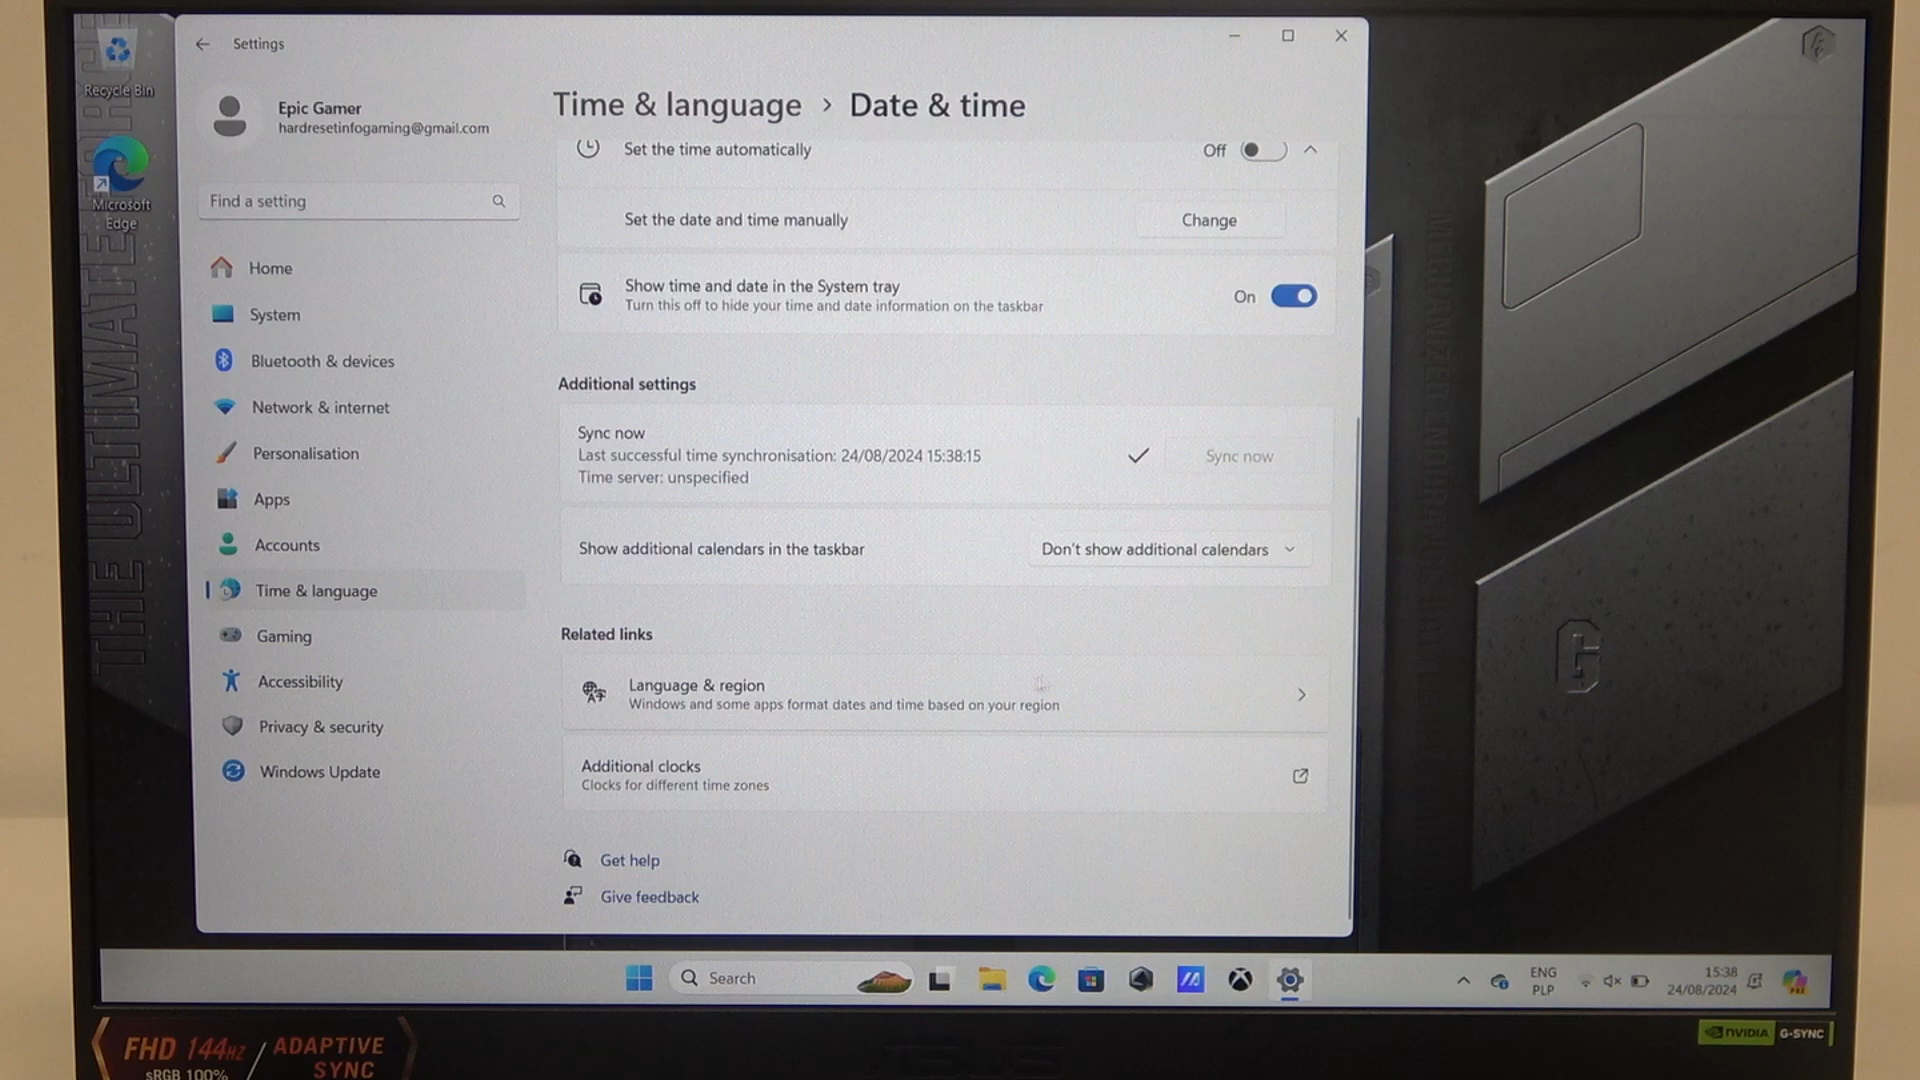 Settings
Epic Gamer
hardresetinfogaming@gmail.com
Find a setting
Home
System
Bluetooth & devices
Network & internet
Personalisation
Apps
Accounts
Time & language
Gaming
Accessibility
Privacy & security
Windows Update
Time & language > Date & time
Set the time automatically
Off
Set the date and time manually
Change
Show time and date in the System tray
Turn this off to hide your time and date information on the taskbar
On
Additional settings
Sync now
Last successful time synchronisation: 24/08/2024 15:38:15
Time server: unspecified
Sync now
Show additional calendars in the taskbar
Don't show additional calendars
Related links
Language & region
Windows and some apps format dates and time based on your region
Additional clocks
Clocks for different time zones
Get help
Give feedback
Recycle Bin
Microsoft
Edge
THE ULTIMATE FORCE
Search
ENG
PLP
15:38
24/08/2024
PRE
FHD 144Hz / ADAPTIVE
sRGB 100% SYNC
NVIDIA G-SYNC